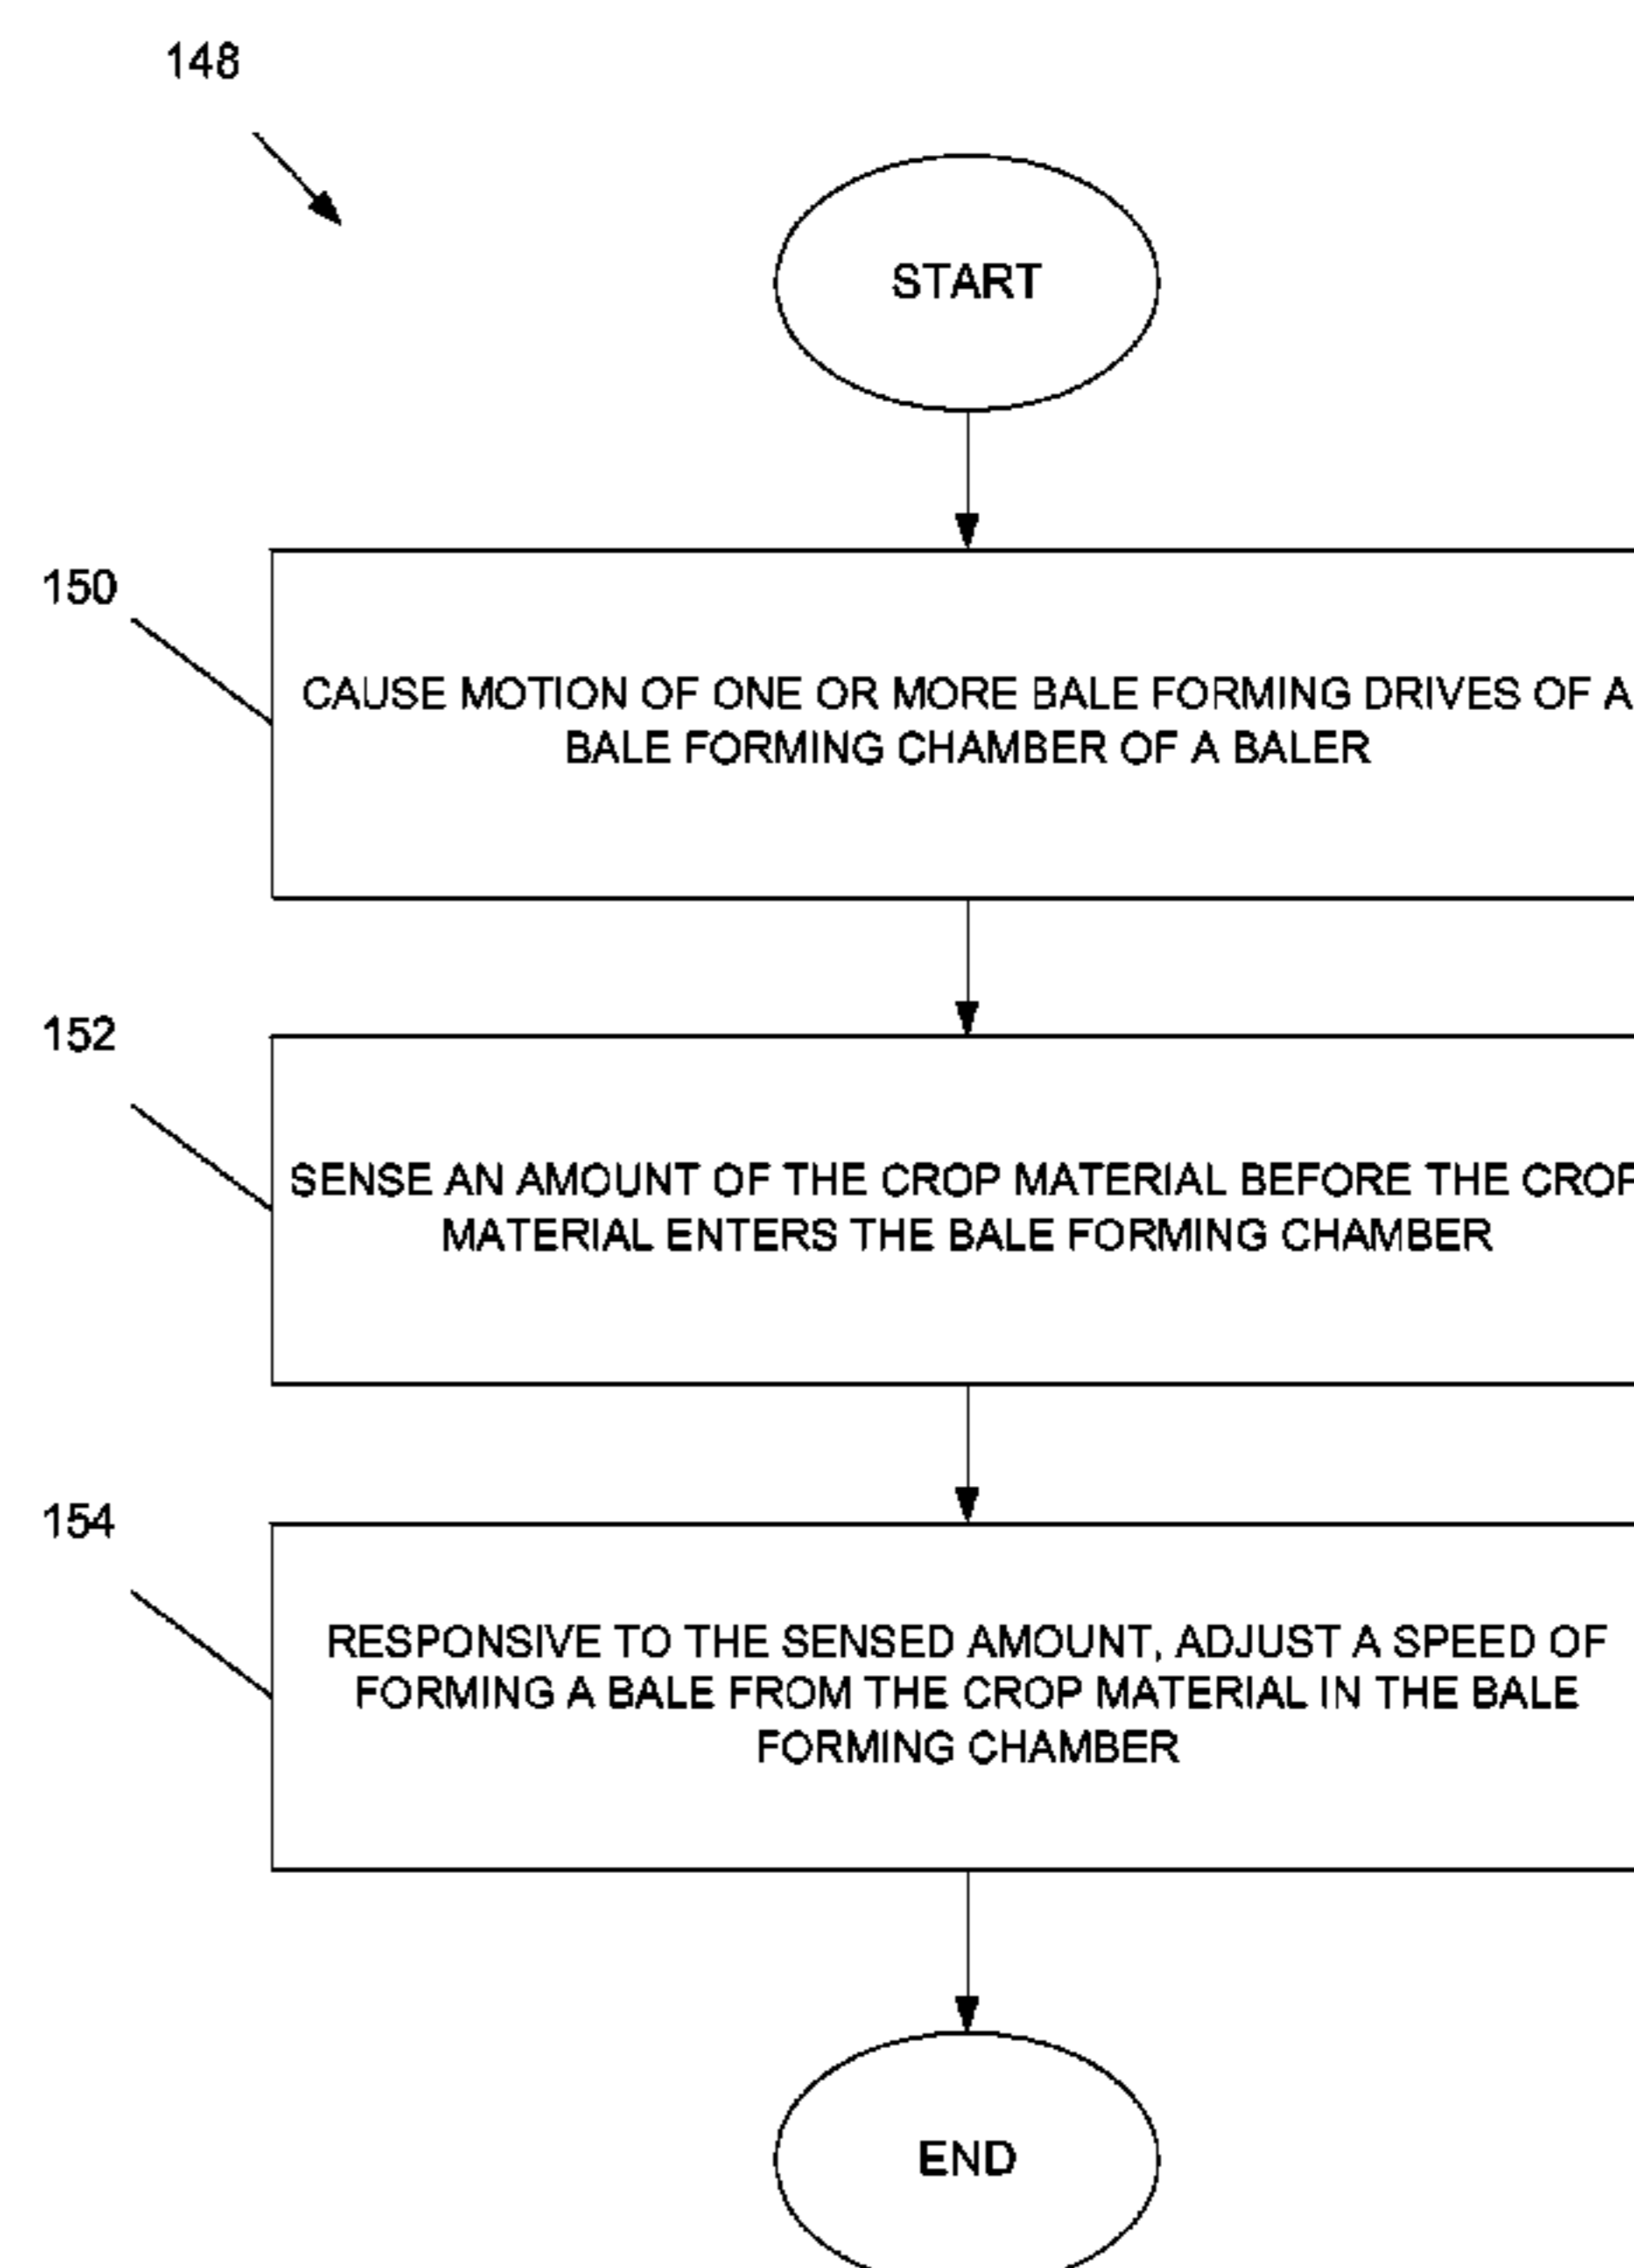 148
START
150
CAUSE MOTION OF ONE OR MORE BALE FORMING DRIVES OF A
BALE FORMING CHAMBER OF A BALER
152
SENSE AN AMOUNT OF THE CROP MATERIAL BEFORE THE CROP
MATERIAL ENTERS THE BALE FORMING CHAMBER
154
RESPONSIVE TO THE SENSED AMOUNT, ADJUST A SPEED OF
FORMING A BALE FROM THE CROP MATERIAL IN THE BALE
FORMING CHAMBER
END